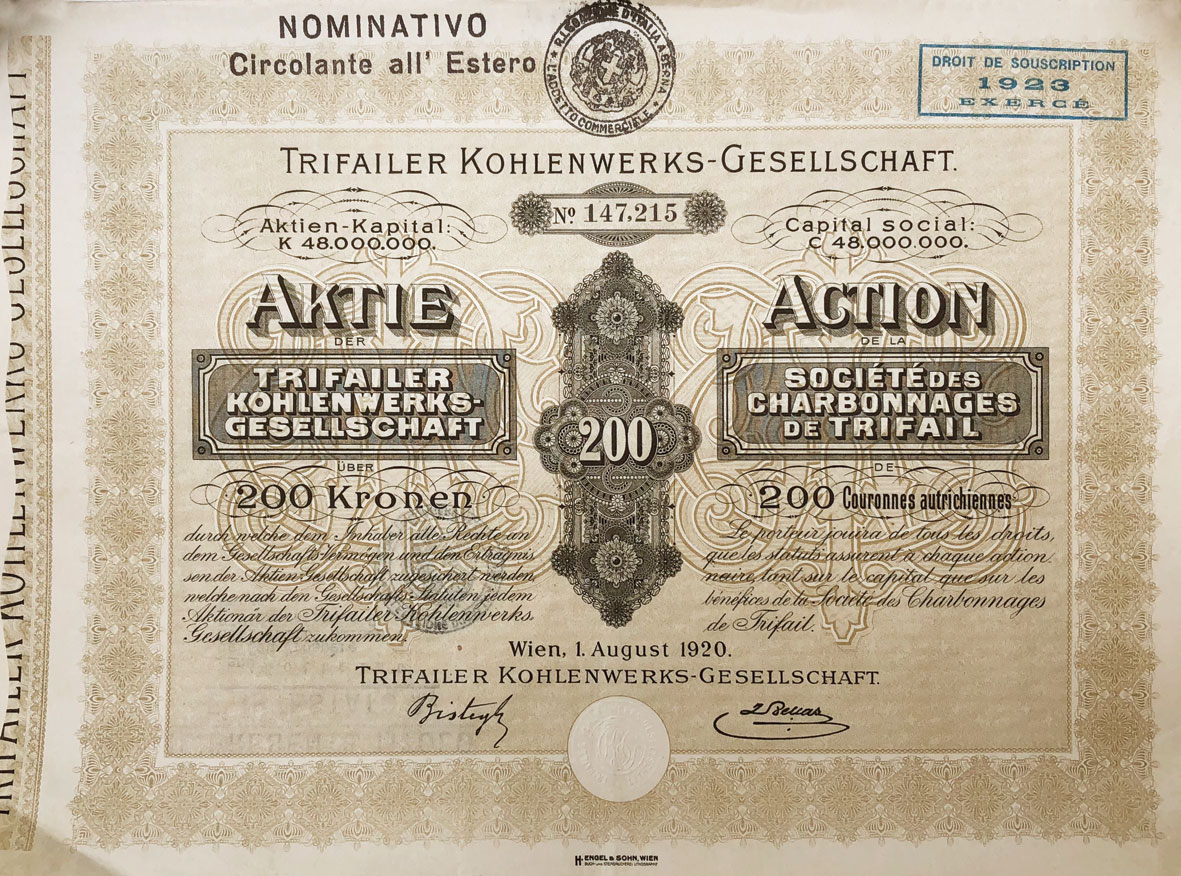 NOMINATIVO
Circolante all' Estero
R. LEGAZIONE D'ITALIA A BERNA
L'ADDETTO COMMERCIALE
DROIT DE SOUSCRIPTION
1923
EXERCÉ
TRIFAILER KOHLENWERKS-GESELLSCHAFT
TRIFAILER KOHLENWERKS-GESELLSCHAFT.
Nº 147,215
Aktien-Kapital:
K 48.000.000.
Capital social:
C 48.000.000.
AKTIE
DER
TRIFAILER
KOHLENWERKS-
GESELLSCHAFT
ÜBER
200 Kronen
durch welche dem Inhaber alle Rechte an
dem Gesellschafts Vermögen und den Erträgnis
sen der Aktien Gesellschaft zugesichert werden,
welche nach den Gesellschafts-Statuten jedem
Aktionär der Trifailer Kohlenwerks
Gesellschaft zukommen.
200
ACTION
DE LA
SOCIÉTÉ DES
CHARBONNAGES
DE TRIFAIL
DE
200 Couronnes autrichiennes
Le porteur jouira de tous les droits,
que les statuts assurent a chaque action
naire, tant sur le capital que sur les
bénéfices de la Société des Charbonnages
de Trifail.
Wien, 1. August 1920.
TRIFAILER KOHLENWERKS-GESELLSCHAFT.
H. ENGEL & SOHN, WIEN